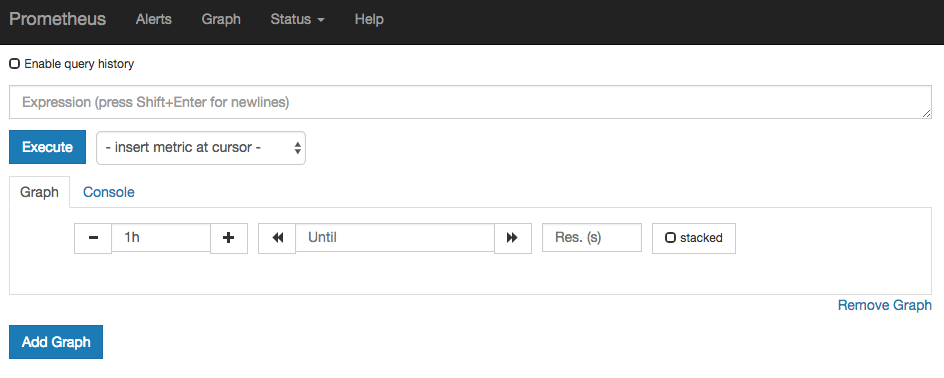 Prometheus Alerts Graph Status Help
Enable query history
Expression (press Shift+Enter for newlines)
Execute - insert metric at cursor -
Graph Console
1h Until Res. (s) stacked
Remove Graph
Add Graph